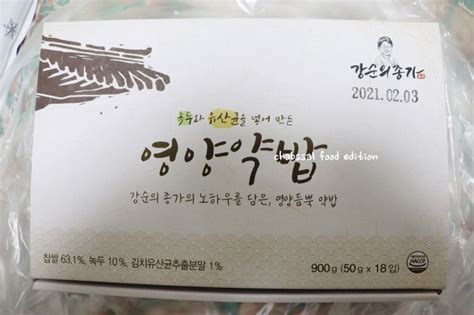 강순의종가
2021.02.03
녹두와 유산균을 넣어 만든
영양약밥
chabssal food edition
강순의 종가의 노하우를 담은, 영양듬뿍 약밥
찹쌀 63.1%, 녹두 10%, 김치유산균추출분말 1%
900g (50g x 18입)
HACCP